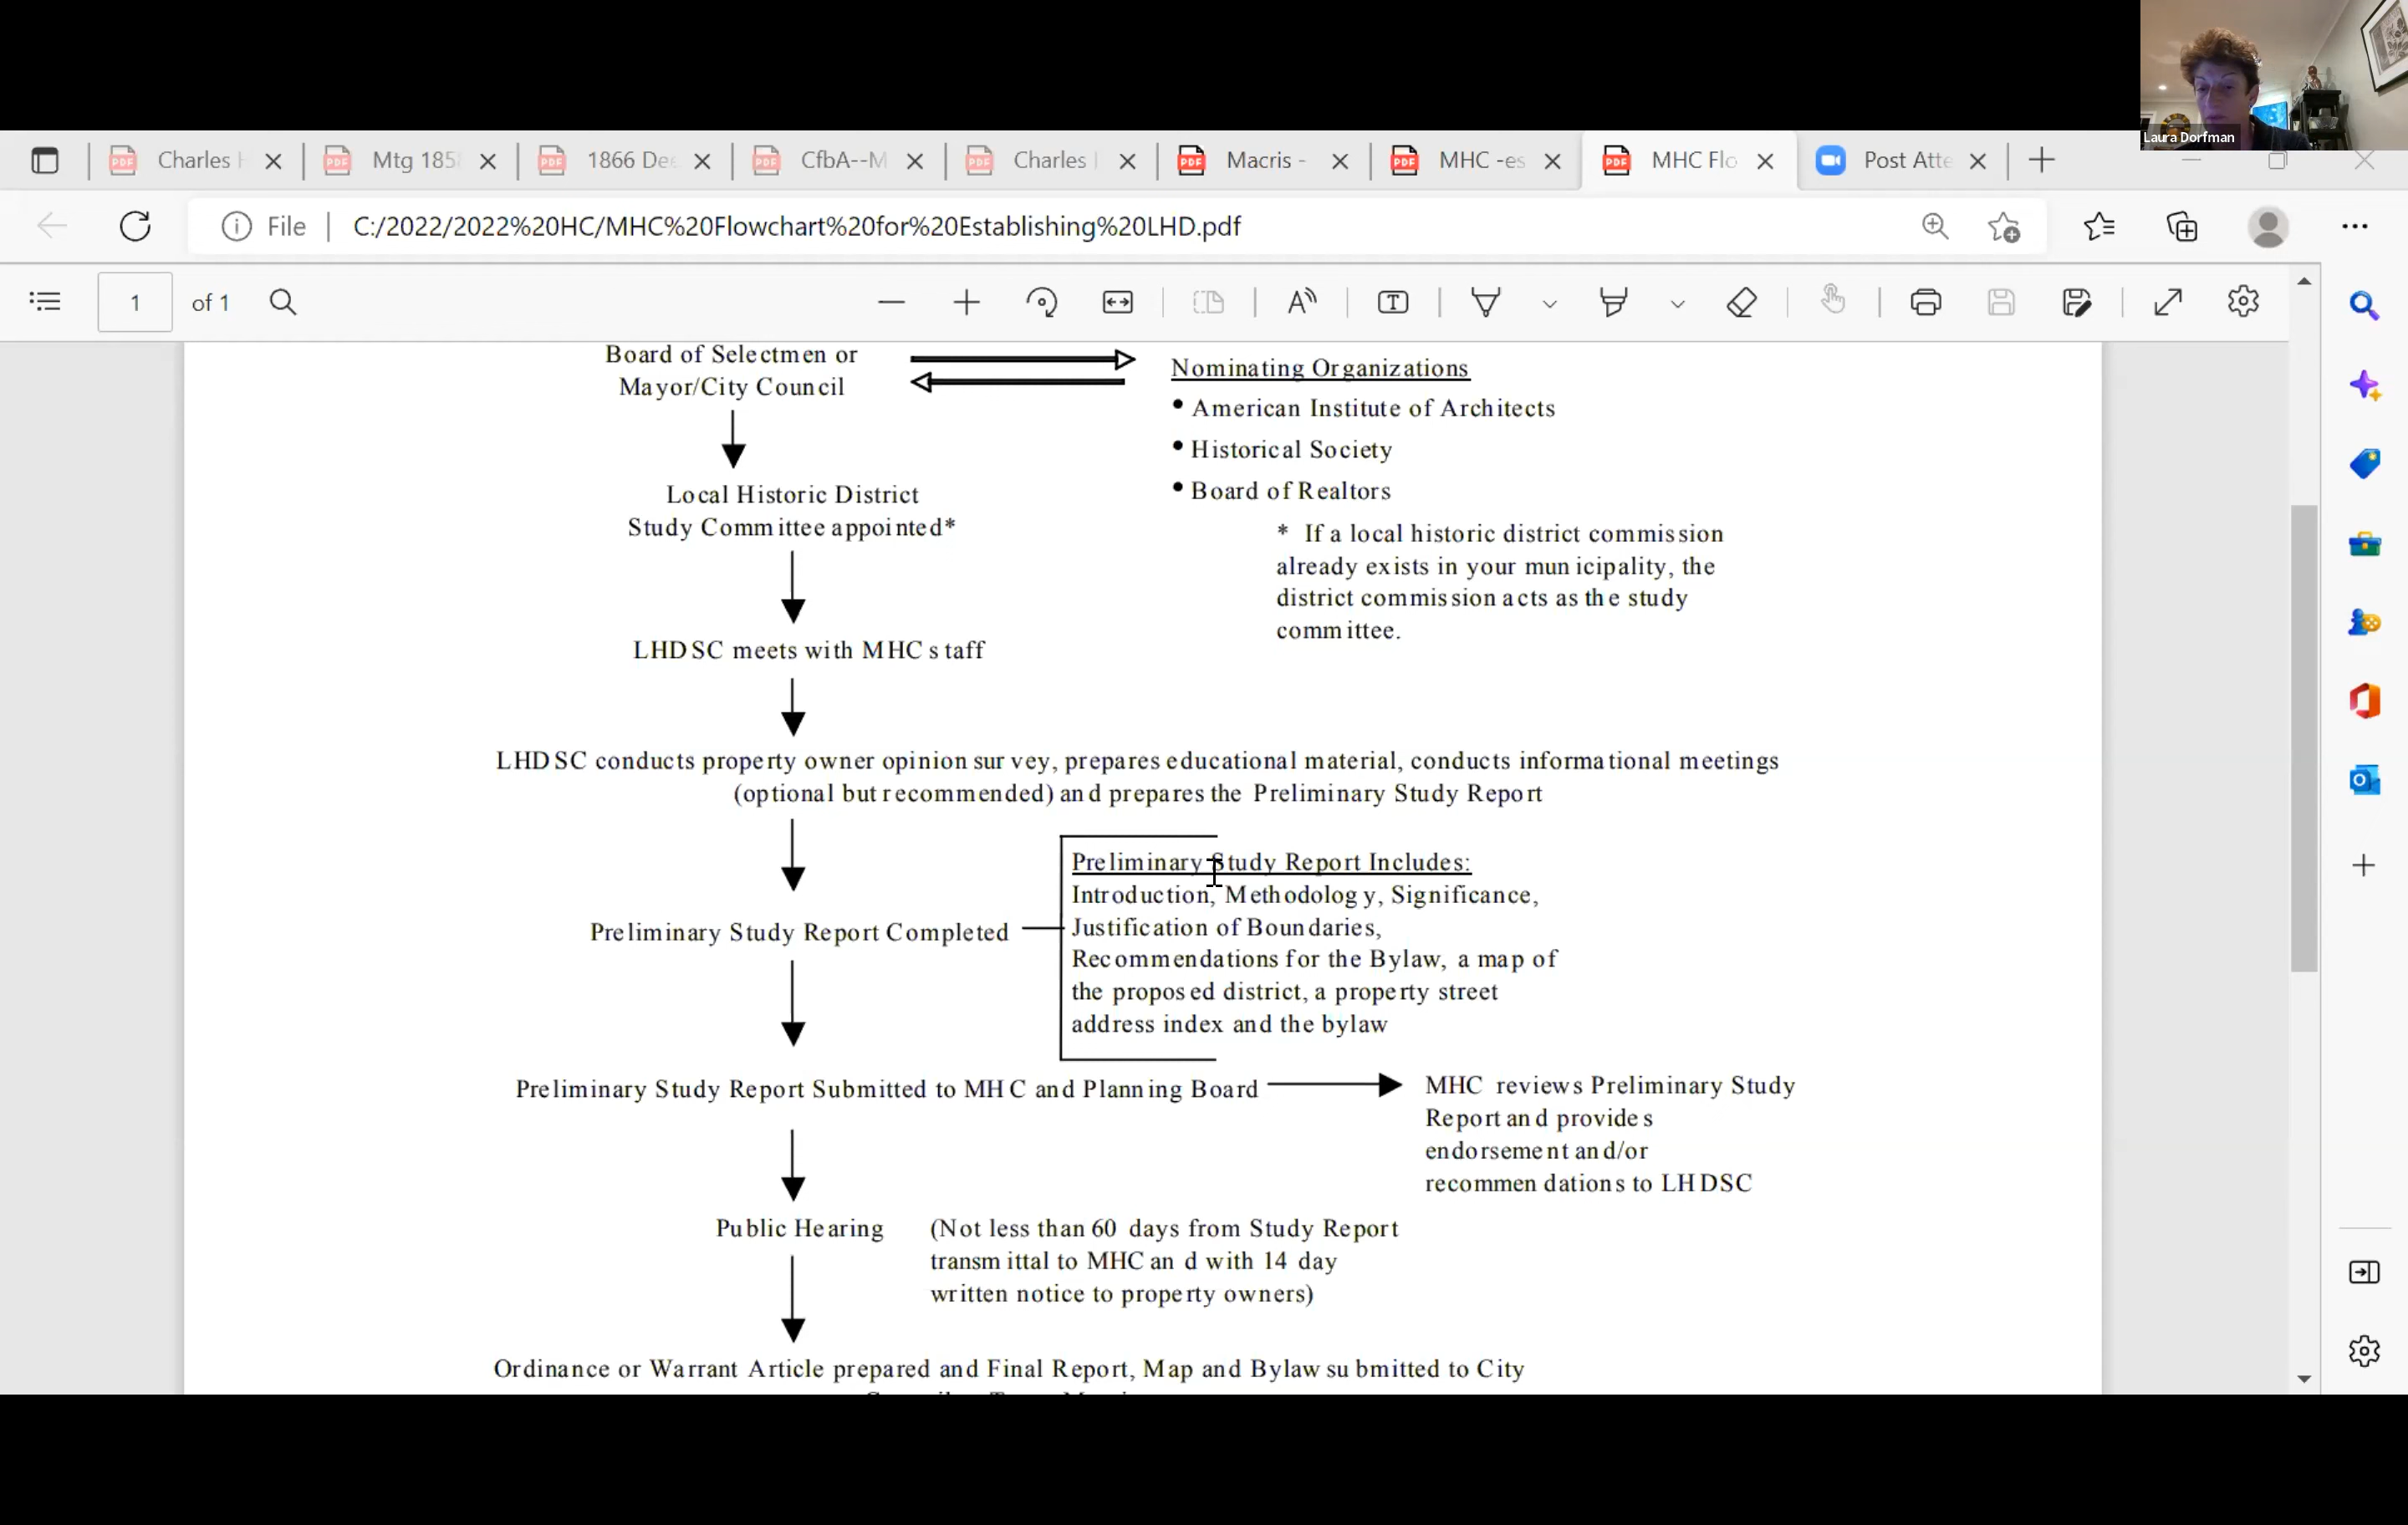 Laura Dorfman
Charles H
Mtg 185
1866 Dee
CfbA--M
Charles
Macris -
MHC -es
MHC Flo
Post Atte
File
C:/2022/2022%20HC/MHC%20Flowchart%20for%20Establishing%20LHD.pdf
1 of 1
Board of Selectmen or
Mayor/City Council
Nominating Organizations
• American Institute of Architects
• Historical Society
• Board of Realtors
Local Historic District
Study Committee appointed*
* If a local historic district commission
already exists in your municipality, the
district commission acts as the study
committee.
LHDSC meets with MHC staff
LHDSC conducts property owner opinion survey, prepares educational material, conducts informational meetings
(optional but recommended) and prepares the Preliminary Study Report
Preliminary Study Report Completed
Preliminary Study Report Includes:
Introduction, Methodology, Significance,
Justification of Boundaries,
Recommendations for the Bylaw, a map of
the proposed district, a property street
address index and the bylaw
Preliminary Study Report Submitted to MHC and Planning Board
MHC reviews Preliminary Study
Report and provides
endorsement and/or
recommendations to LHDSC
Public Hearing
(Not less than 60 days from Study Report
transmittal to MHC and with 14 day
written notice to property owners)
Ordinance or Warrant Article prepared and Final Report, Map and Bylaw submitted to City